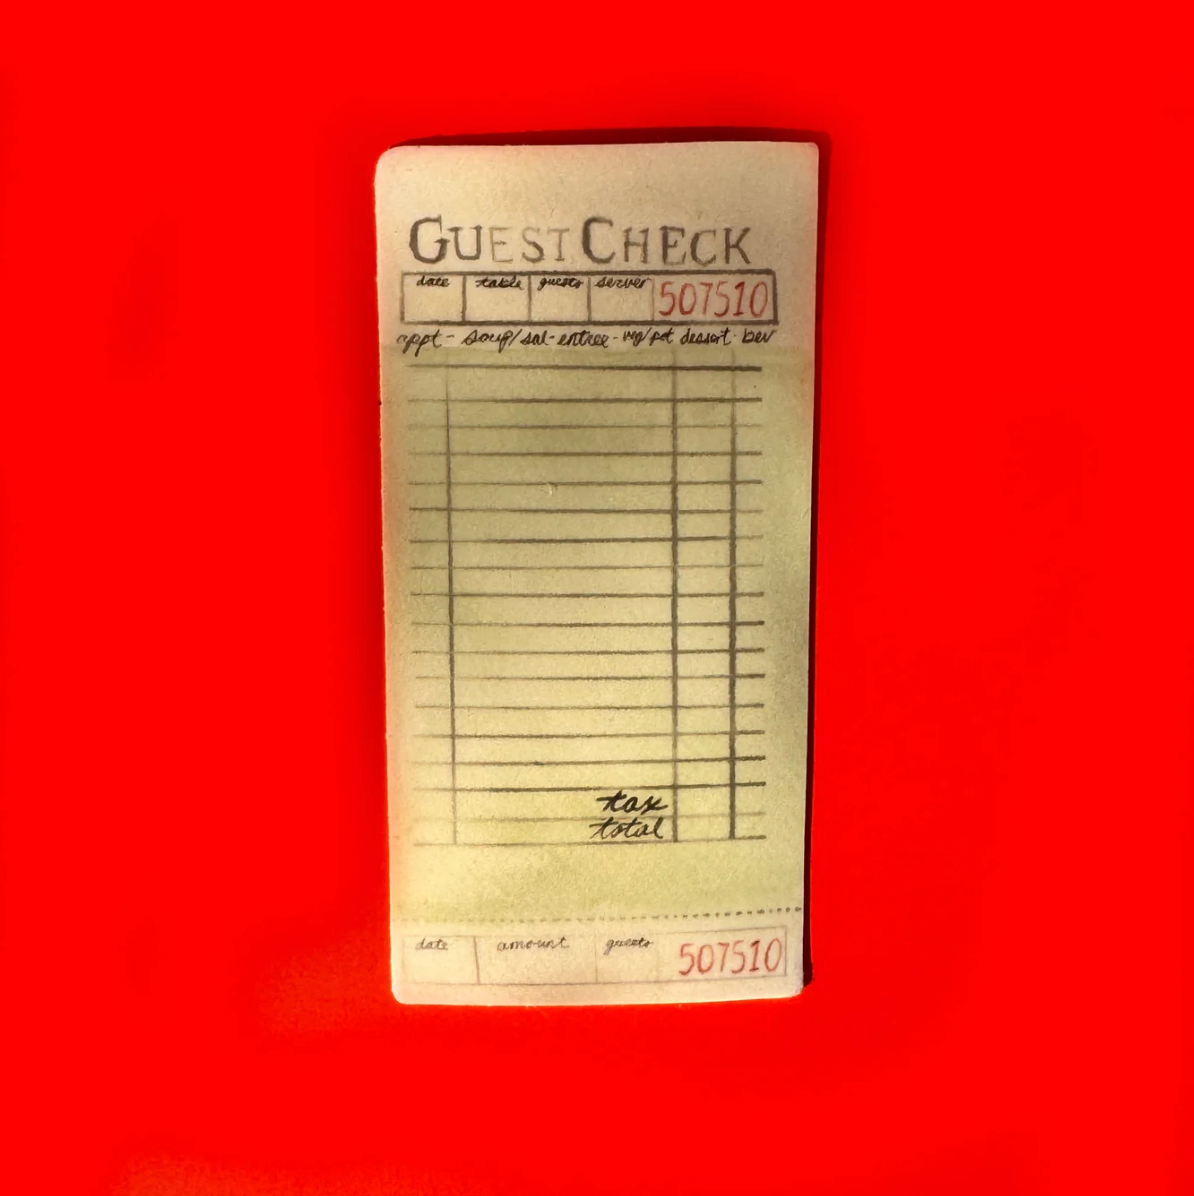 GUEST CHECK
date table guests server 507510
appt - soup/sal - entree - vig/pot dessert - bev
tax
total
date amount guests 507510